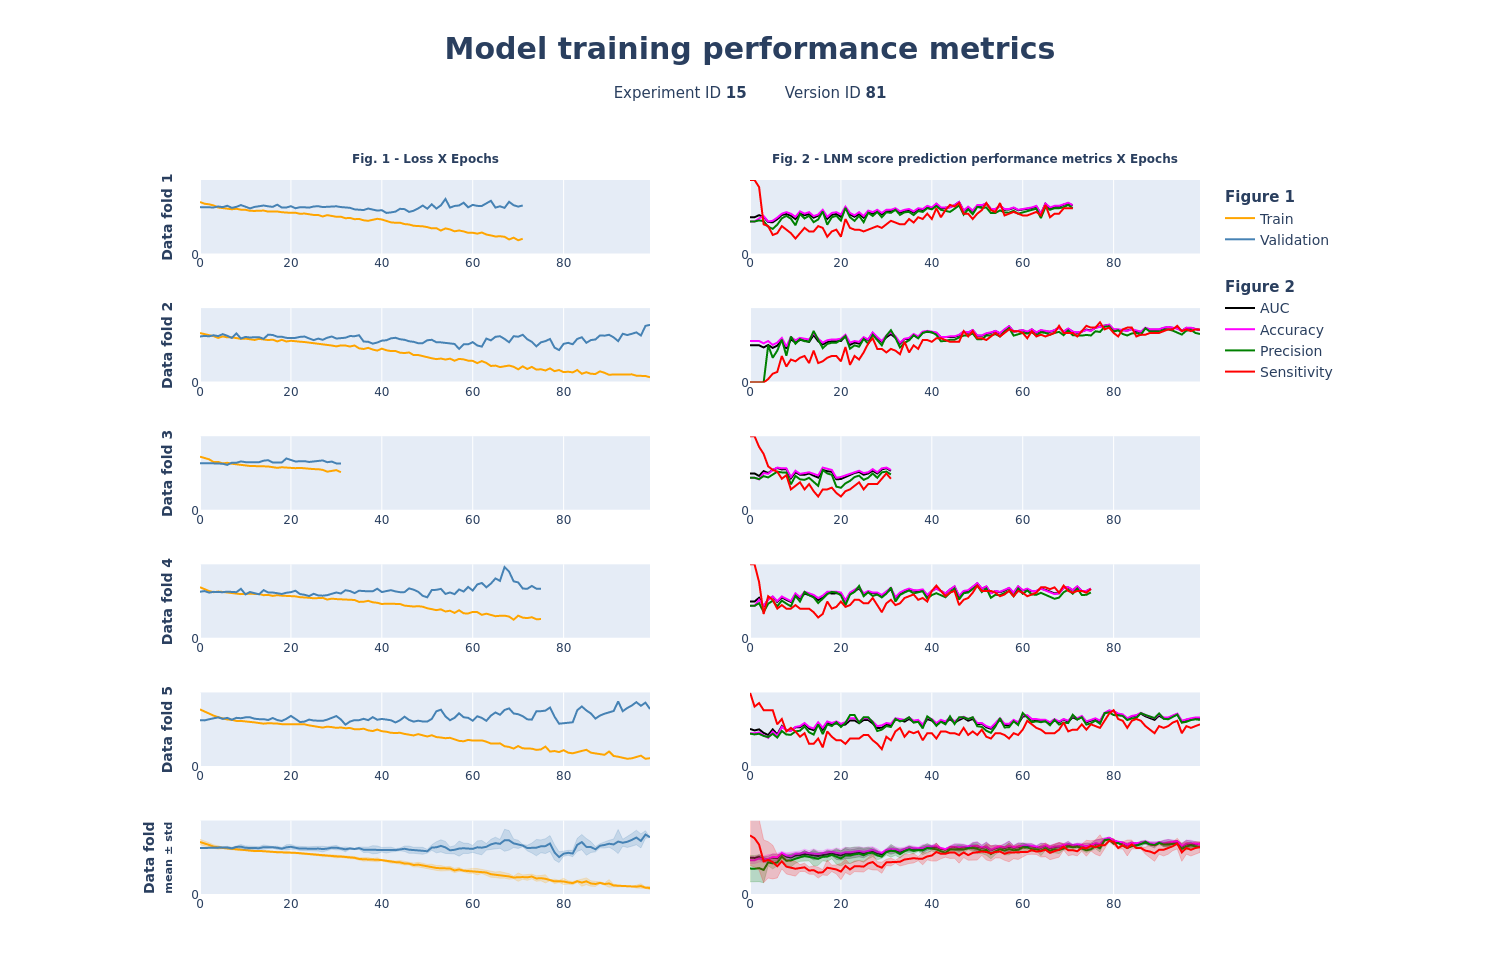 Model training performance metrics
Experiment ID 15 Version ID 81
Fig. 1 - Loss X Epochs
Fig. 2 - LNM score prediction performance metrics X Epochs
Data fold 1
0
0 20 40 60 80
0
0 20 40 60 80
Figure 1
Train
Validation
Figure 2
AUC
Accuracy
Precision
Sensitivity
Data fold 2
0
0 20 40 60 80
0
0 20 40 60 80
Data fold 3
0
0 20 40 60 80
0
0 20 40 60 80
Data fold 4
0
0 20 40 60 80
0
0 20 40 60 80
Data fold 5
0
0 20 40 60 80
0
0 20 40 60 80
Data fold
mean ± std
0
0 20 40 60 80
0
0 20 40 60 80